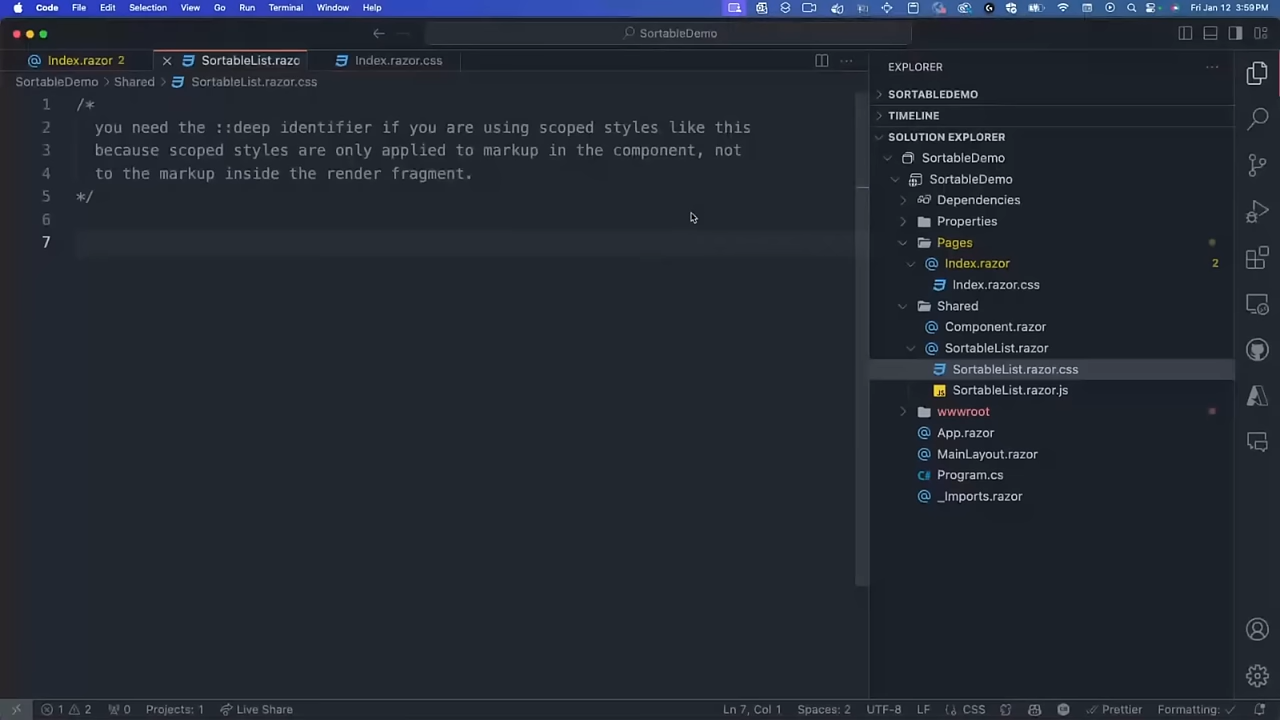 Code File Edit Selection View Go Run Terminal Window Help Fri Jan 12 3:59 PM
SortableDemo
Index.razor 2 SortableList.razo Index.razor.css
SortableDemo > Shared > SortableList.razor.css
1 /*
2 you need the ::deep identifier if you are using scoped styles like this
3 because scoped styles are only applied to markup in the component, not
4 to the markup inside the render fragment.
5 */
6
7
EXPLORER
SORTABLEDEMO
TIMELINE
SOLUTION EXPLORER
SortableDemo
SortableDemo
Dependencies
Properties
Pages
Index.razor 2
Index.razor.css
Shared
Component.razor
SortableList.razor
SortableList.razor.css
JS SortableList.razor.js
wwwroot
App.razor
MainLayout.razor
C# Program.cs
_Imports.razor
1 2 0 Projects: 1 Live Share Ln 7, Col 1 Spaces: 2 UTF-8 LF {} CSS Prettier Formatting: ✓